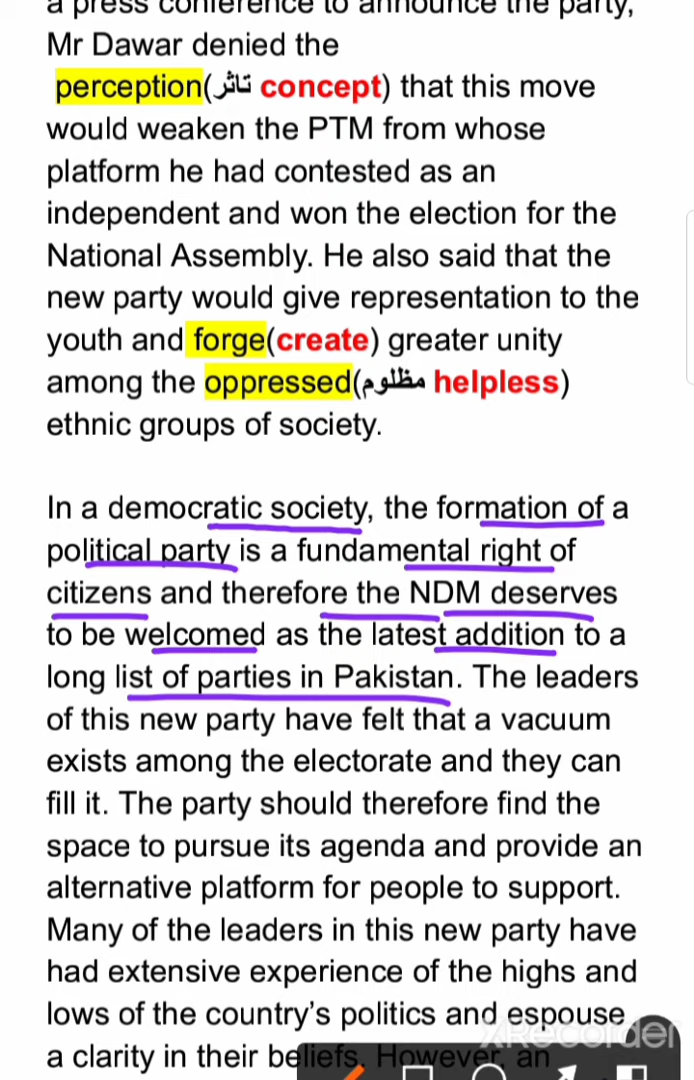 a press conference to announce the party,
Mr Dawar denied the
perception(تاثر concept) that this move
would weaken the PTM from whose
platform he had contested as an
independent and won the election for the
National Assembly. He also said that the
new party would give representation to the
youth and forge(create) greater unity
among the oppressed(مظلوم helpless)
ethnic groups of society.
In a democratic society, the formation of a
political party is a fundamental right of
citizens and therefore the NDM deserves
to be welcomed as the latest addition to a
long list of parties in Pakistan. The leaders
of this new party have felt that a vacuum
exists among the electorate and they can
fill it. The party should therefore find the
space to pursue its agenda and provide an
alternative platform for people to support.
Many of the leaders in this new party have
had extensive experience of the highs and
lows of the country's politics and espouse
XRecorder
a clarity in their beliefs. However, an